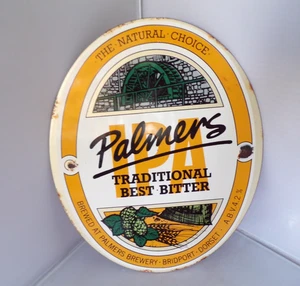 · THE · NATURAL · CHOICE ·
IPA
Palmers
TRADITIONAL
BEST BITTER
BREWED AT PALMERS BREWERY · BRIDPORT · DORSET · ABV 4.2%